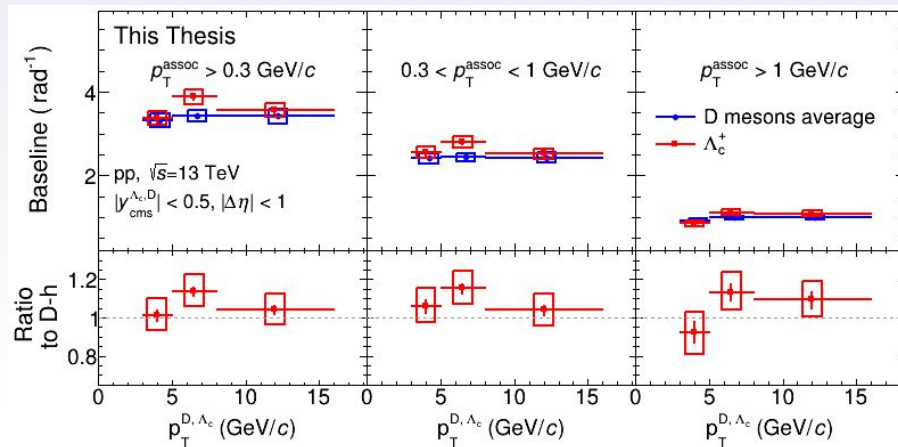 This Thesis
p_T^assoc > 0.3 GeV/c
0.3 < p_T^assoc < 1 GeV/c
p_T^assoc > 1 GeV/c
Baseline (rad⁻¹)
4
2
D mesons average
Λ_c^+
pp, √s=13 TeV
|y_cms^Λc,D| < 0.5, |Δη| < 1
Ratio
to D-h
1.2
1
0.8
0 5 10 15 0 5 10 15 0 5 10 15
p_T^D, Λc (GeV/c) p_T^D, Λc (GeV/c) p_T^D, Λc (GeV/c)